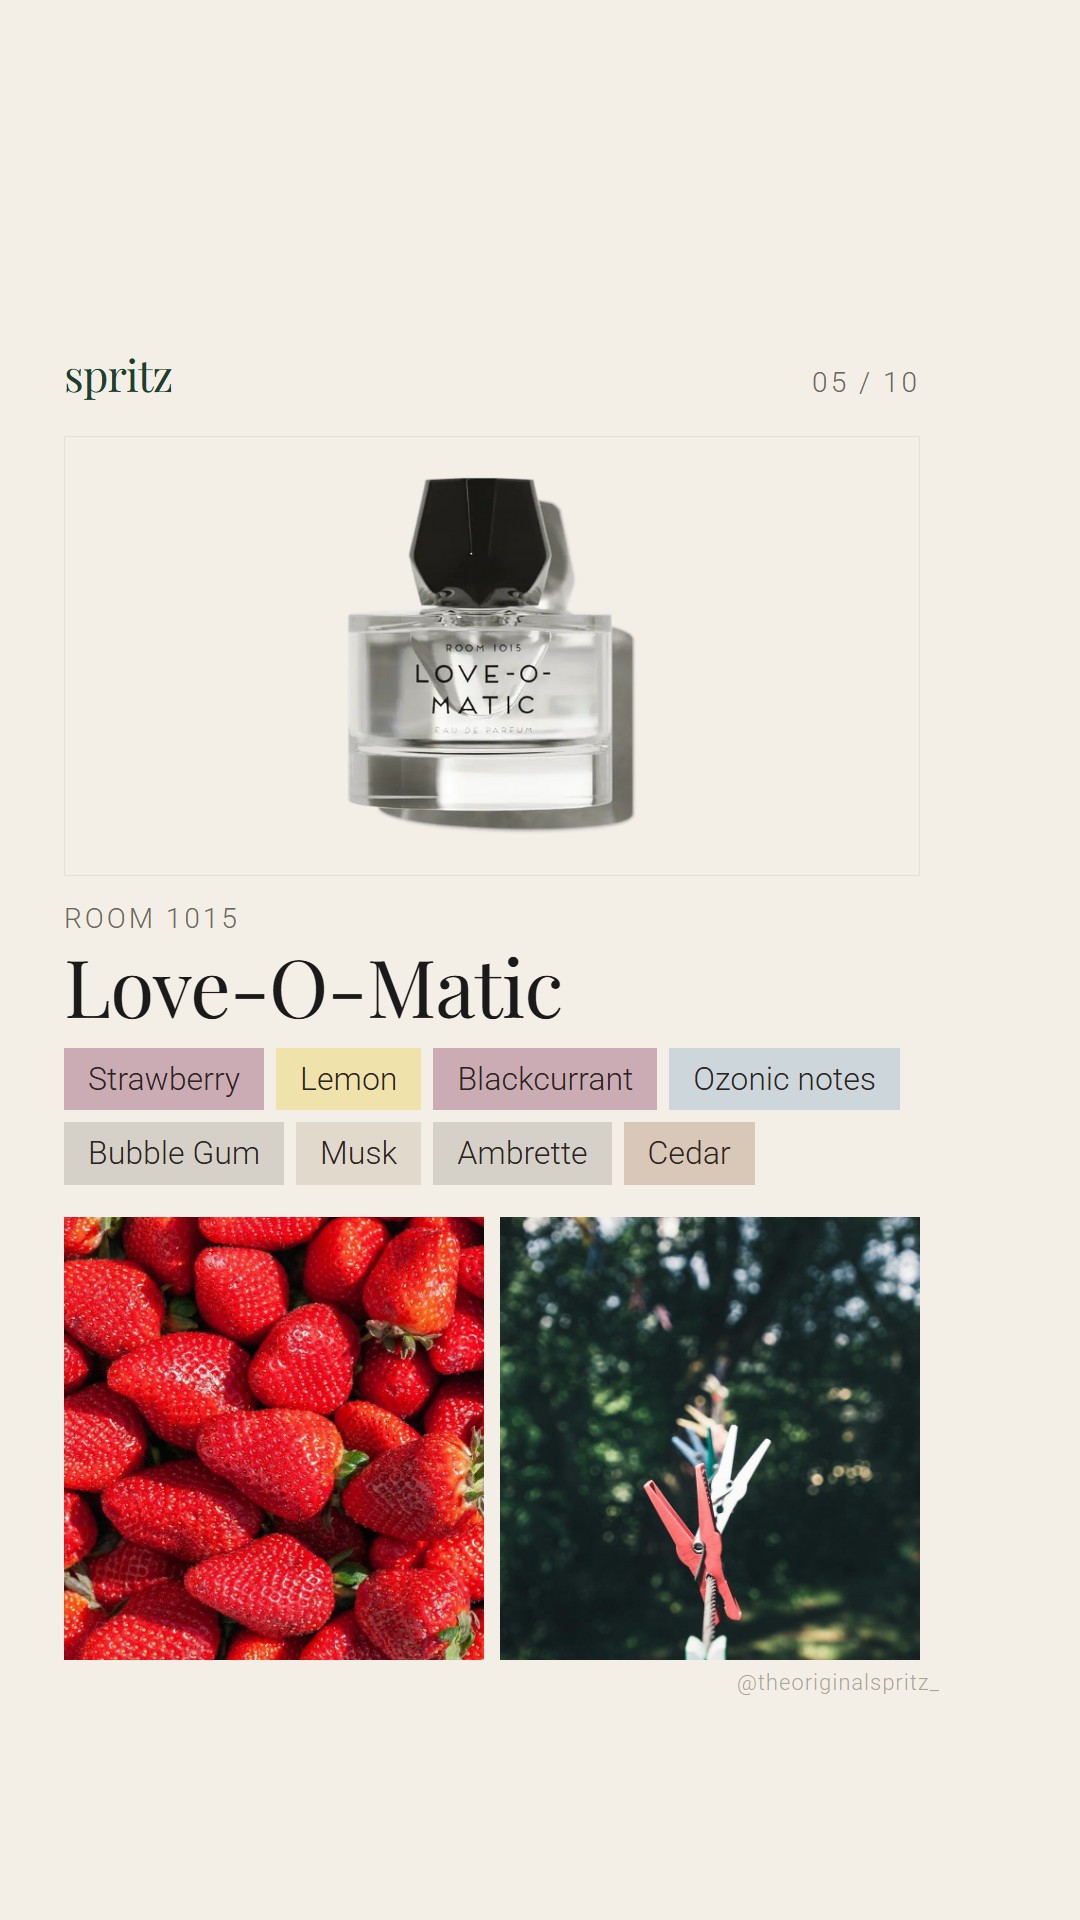 spritz
05 / 10
ROOM 1015
LOVE-O-
MATIC
EAU DE PARFUM
ROOM 1015
Love-O-Matic
Strawberry Lemon Blackcurrant Ozonic notes
Bubble Gum Musk Ambrette Cedar
@theoriginalspritz_